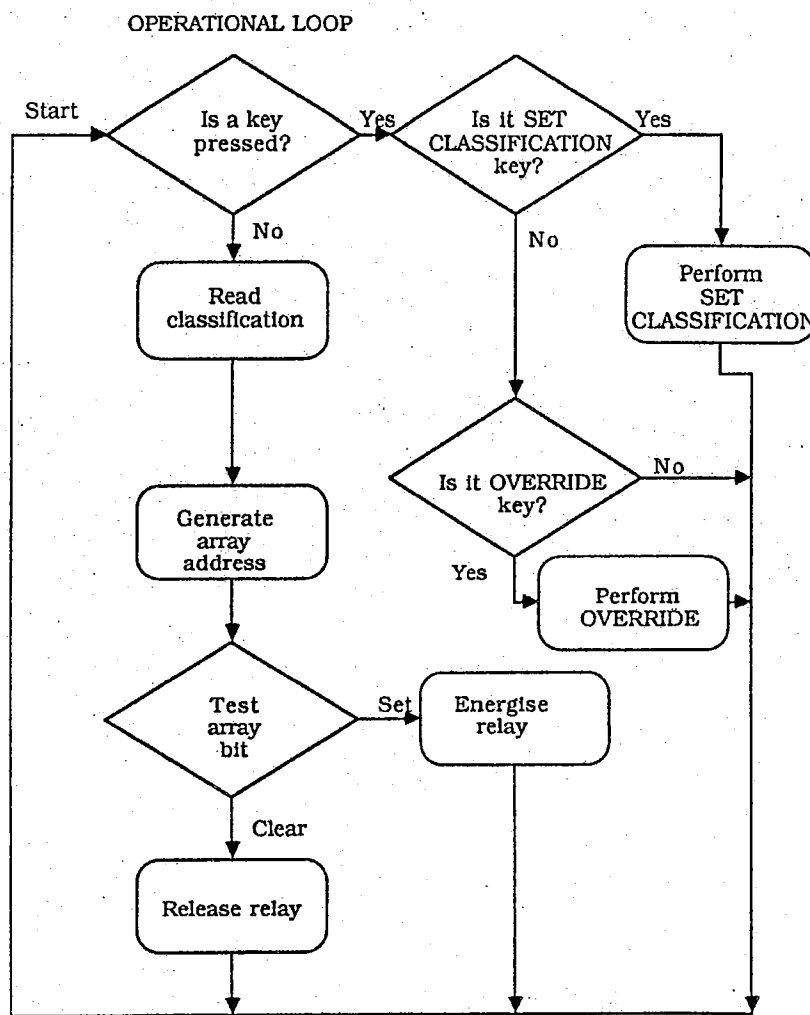 OPERATIONAL LOOP
Start
Is a key
pressed?
Yes
Is it SET
CLASSIFICATION
key?
Yes
No
No
Read
classification
Perform
SET
CLASSIFICATION
Is it OVERRIDE
key?
No
Generate
array
address
Yes
Perform
OVERRIDE
Test
array
bit
Set
Energise
relay
Clear
Release relay